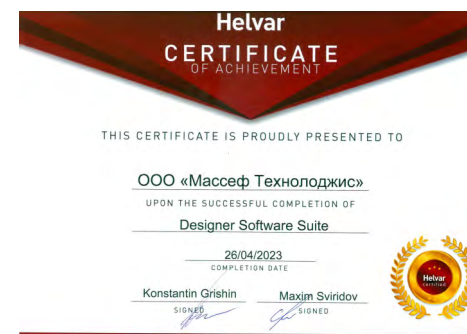 Helvar
CERTIFICATE
OF ACHIEVEMENT
THIS CERTIFICATE IS PROUDLY PRESENTED TO
ООО «Массеф Технолоджис»
UPON THE SUCCESSFUL COMPLETION OF
Designer Software Suite
26/04/2023
COMPLETION DATE
Konstantin Grishin Maxim Sviridov
SIGNED SIGNED
Helvar
certified